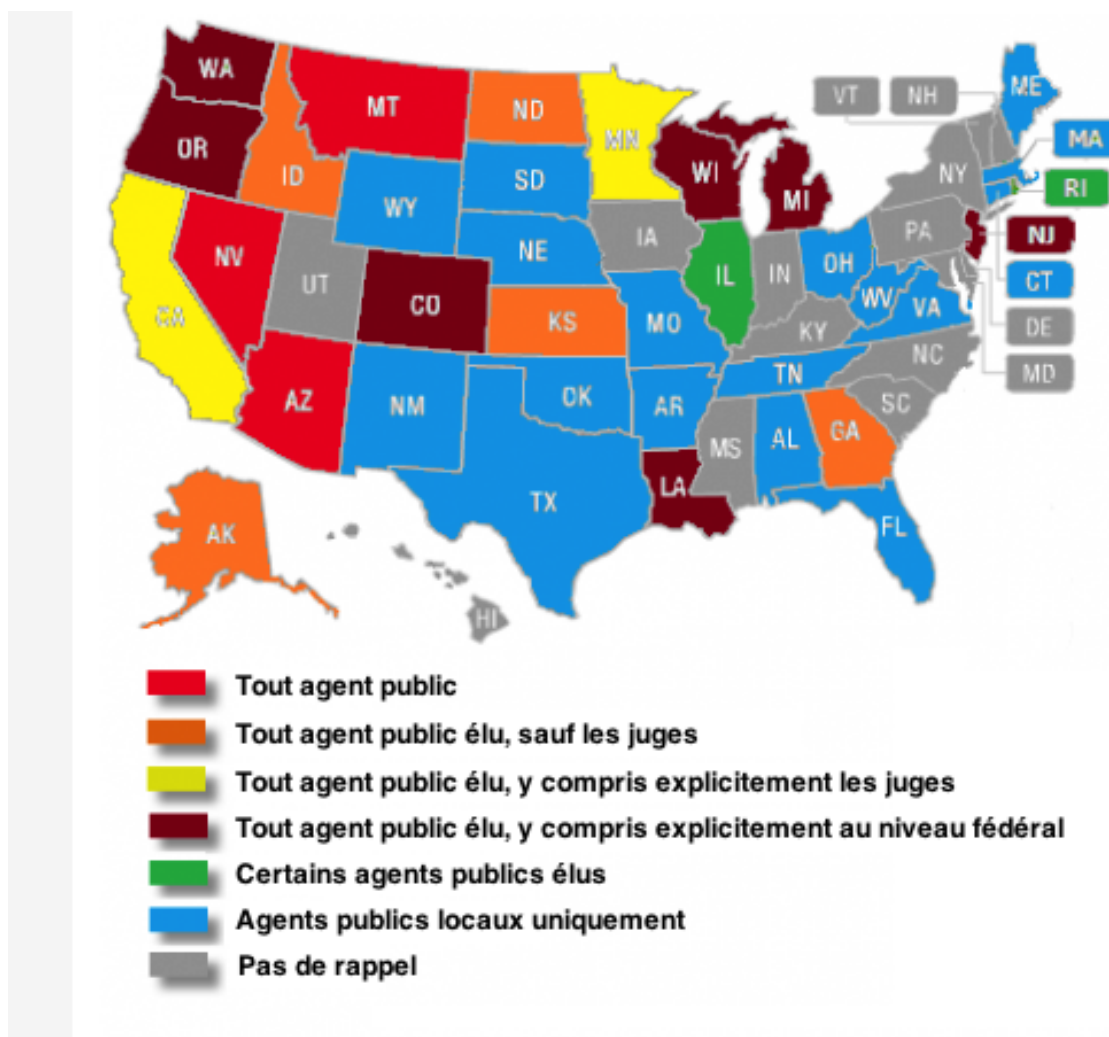 WA
MT
ND
MN
VT
NH
ME
OR
ID
SD
WI
MI
NY
MA
RI
WY
NV
UT
NE
IA
IL
IN
OH
PA
NJ
CT
CA
CO
KS
MO
KY
WV
VA
DE
MD
AZ
NM
OK
AR
TN
NC
SC
MS
AL
GA
TX
LA
FL
AK
HI
Tout agent public
Tout agent public élu, sauf les juges
Tout agent public élu, y compris explicitement les juges
Tout agent public élu, y compris explicitement au niveau fédéral
Certains agents publics élus
Agents publics locaux uniquement
Pas de rappel